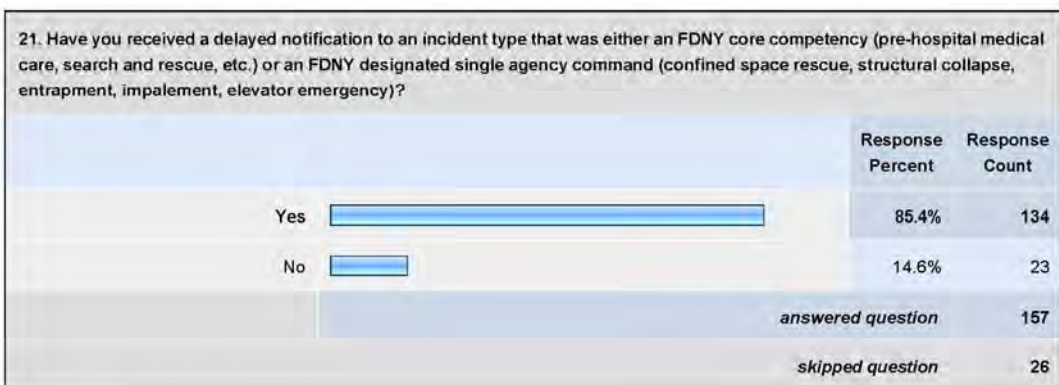 21. Have you received a delayed notification to an incident type that was either an FDNY core competency (pre-hospital medical
care, search and rescue, etc.) or an FDNY designated single agency command (confined space rescue, structural collapse,
entrapment, impalement, elevator emergency)?
Response Percent Response Count
Yes 85.4% 134
No 14.6% 23
answered question 157
skipped question 26